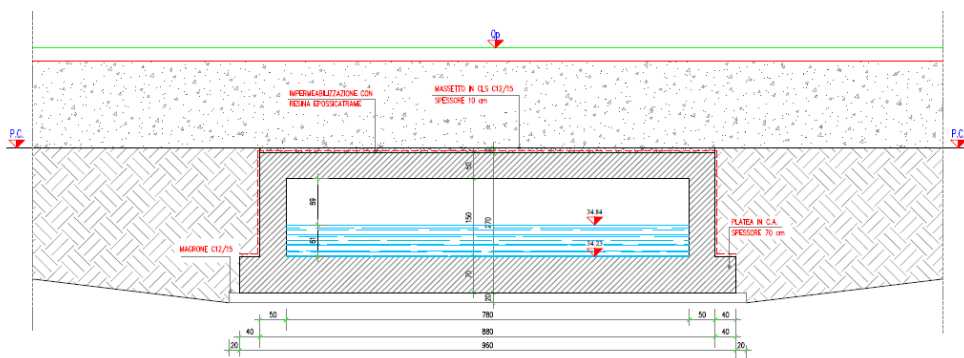 Qp
IMPERMEABILIZZAZIONE CON
RESINA EPOSSICATRAME
MASSETTO IN CLS C12/15
SPESSORE 10 cm
P.C.
P.C.
50
89
150
270
34.84
61
34.23
PLATEA IN C.A.
SPESSORE 70 cm
MAGRONE C12/15
70
20
50
780
50
40
40
880
40
20
960
20